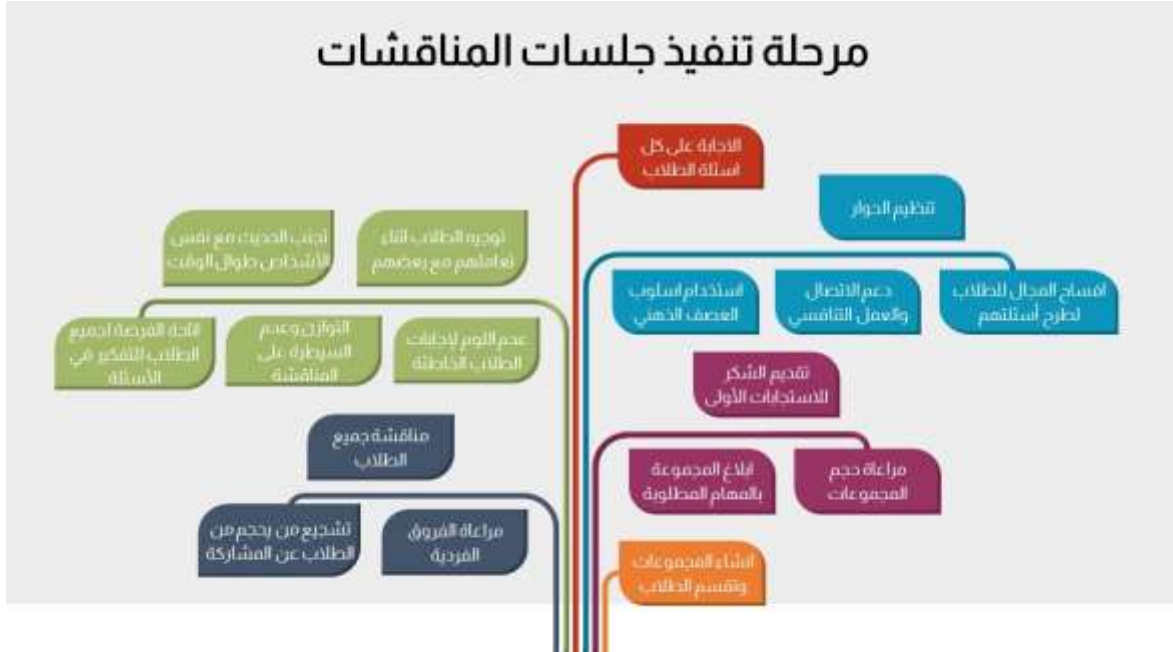 مرحلة تنفيذ جلسات المناقشات
الاجابة على كل
اسئلة الطلاب
تنظيم الحوار
افساح المجال للطلاب
لطرح أسئلتهم
دعم الاتصال
والعمل التنافسي
استخدام اسلوب
العصف الذهني
توجيه الطلاب اثناء
تعاملهم مع بعضهم
تجنب الحديث مع نفس
الأشخاص طوال الوقت
عدم اللوم لإجابات
الطلاب الخاطئة
التوازن وعدم
السيطرة على
المناقشة
اتاحة الفرصة لجميع
الطلاب للتفكير في
الأسئلة
تقديم الشكر
للاستجابات الأولى
مراعاة حجم
المجموعات
ابلاغ المجموعة
بالمهام المطلوبة
مناقشة جميع
الطلاب
مراعاة الفروق
الفردية
تشجيع من يحجم من
الطلاب عن المشاركة
انشاء المجموعات
وتقسم الطلاب